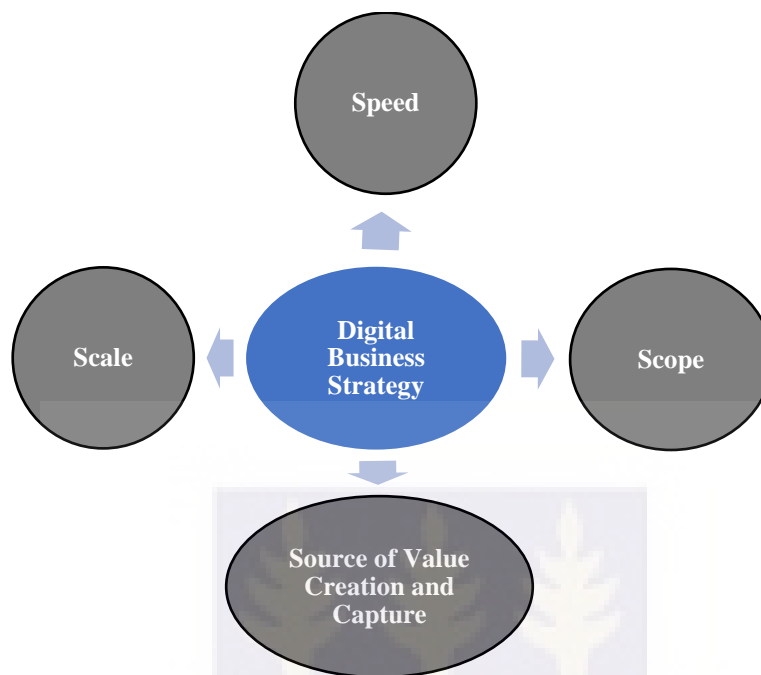 Speed
Scale
Digital
Business
Strategy
Scope
Source of Value
Creation and
Capture